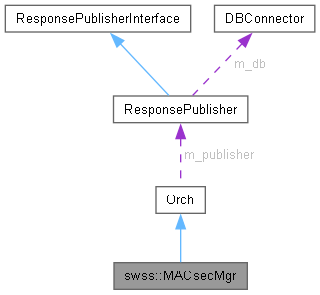 ResponsePublisherInterface
DBConnector
m_db
ResponsePublisher
m_publisher
Orch
swss::MACsecMgr